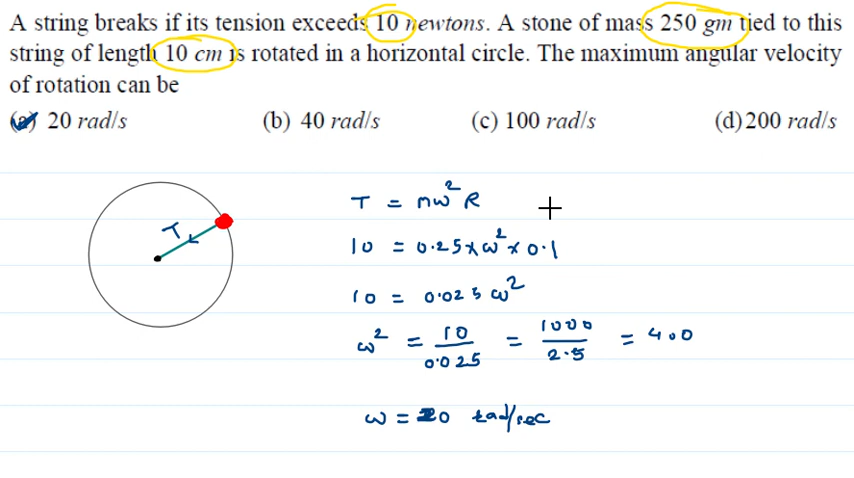 A string breaks if its tension exceeds 10 newtons. A stone of mass 250 gm tied to this
string of length 10 cm is rotated in a horizontal circle. The maximum angular velocity
of rotation can be
(a) 20 rad/s (b) 40 rad/s (c) 100 rad/s (d) 200 rad/s
T = mω² R
T
10 = 0.25 × ω² × 0.1
10 = 0.025 ω²
ω² = 10/0.025 = 1000/2.5 = 400
ω = 20 rad/sec